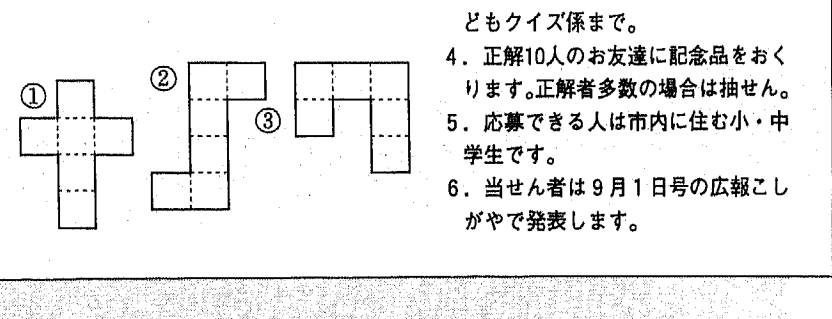 ①
②
③
どもクイズ係まで。
4．正解10人のお友達に記念品をおく
ります。正解者多数の場合は抽せん。
5．応募できる人は市内に住む小・中
学生です。
6．当せん者は９月１日号の広報こし
がやで発表します。